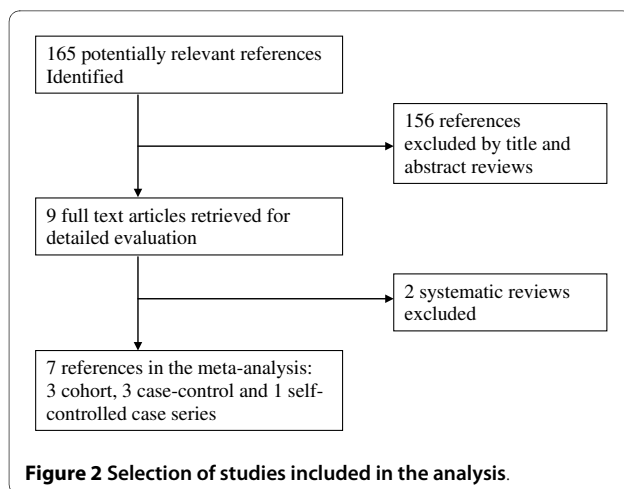 165 potentially relevant references
Identified
156 references
excluded by title and
abstract reviews
9 full text articles retrieved for
detailed evaluation
2 systematic reviews
excluded
7 references in the meta-analysis:
3 cohort, 3 case-control and 1 self-
controlled case series
Figure 2 Selection of studies included in the analysis.